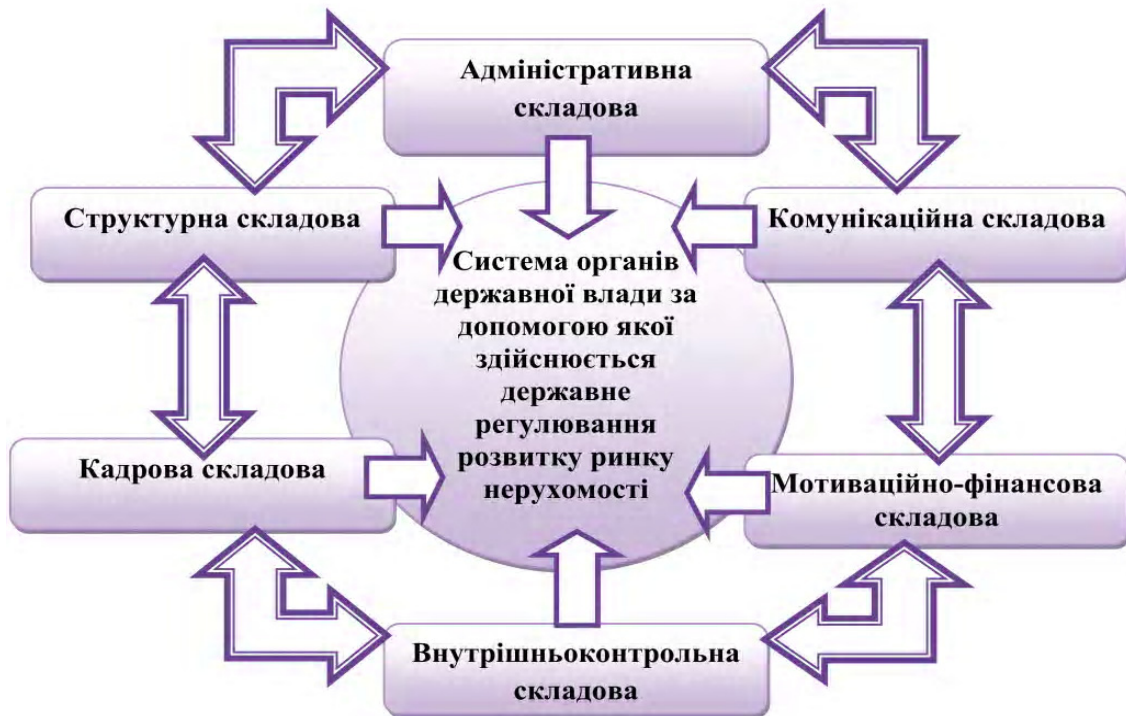 Адміністративна
складова
Структурна складова
Комунікаційна складова
Система органів
державної влади за
допомогою якої
здійснюється
державне
регулювання
розвитку ринку
нерухомості
Кадрова складова
Мотиваційно-фінансова
складова
Внутрішньоконтрольна
складова